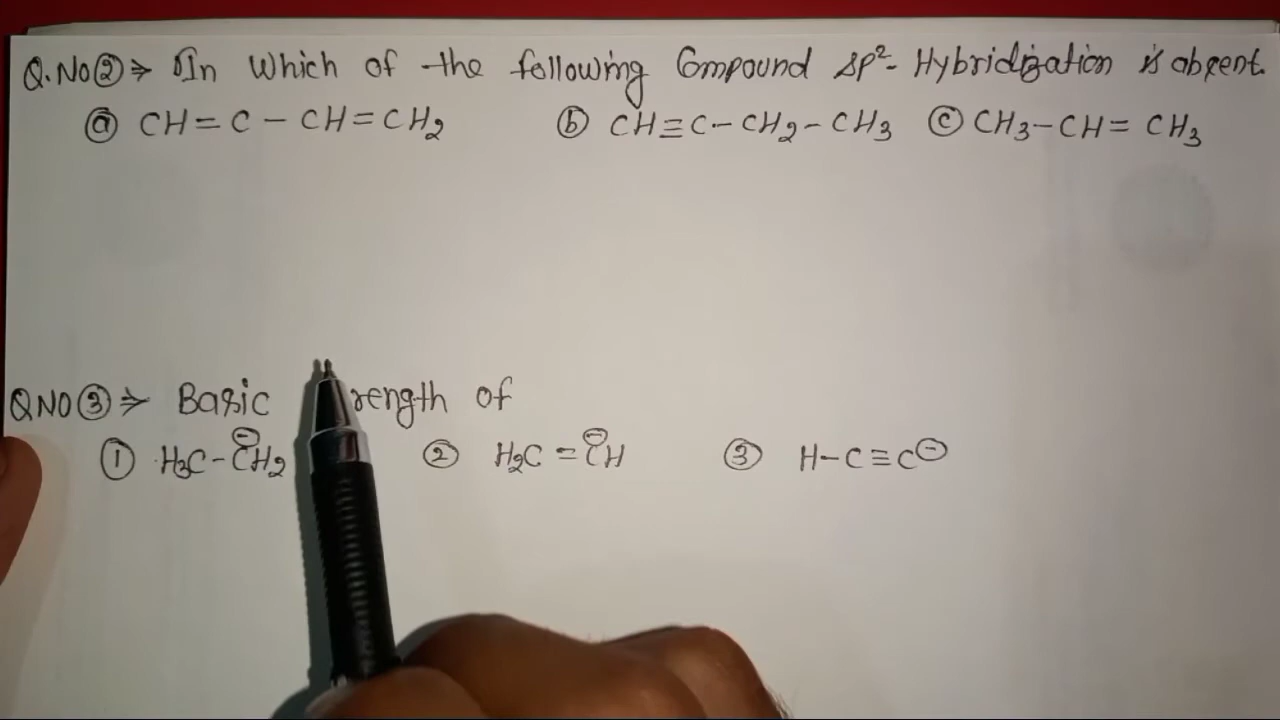 Q.NO② ⇒ In Which of the following Compound sp²- Hybridization is absent.
ⓐ CH = C - CH = CH₂ ⓑ CH ≡ C - CH₂ - CH₃ ⓒ CH₃ - CH = CH₃
QNO③ ⇒ Basic rength of
① H₃C - C⊖H₂ ② H₂C = C⊖H ③ H - C ≡ C⊖